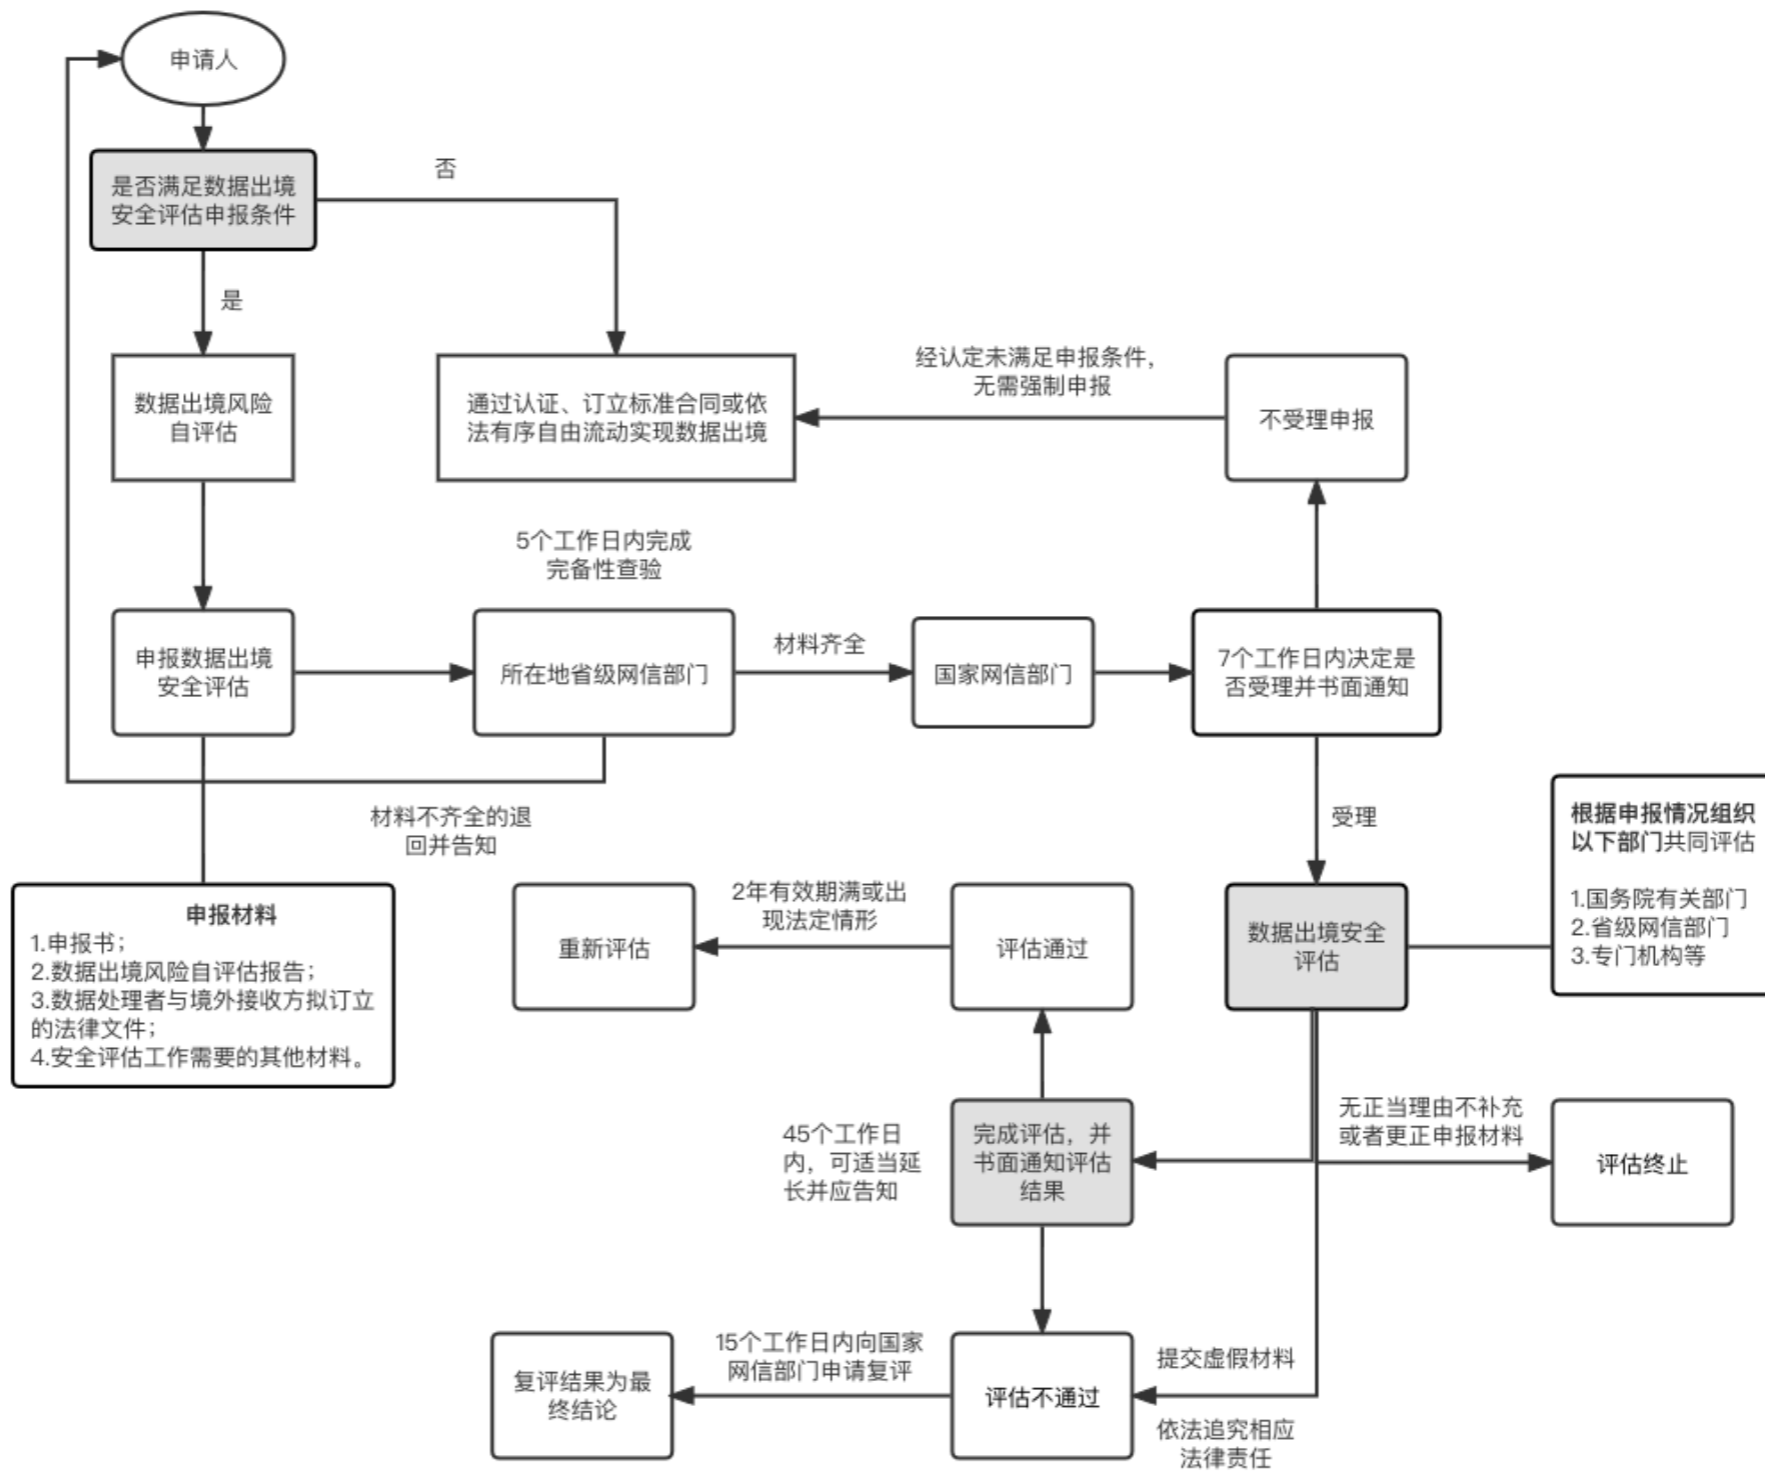 申请人
是否满足数据出境
安全评估申报条件
否
是
数据出境风险
自评估
通过认证、订立标准合同或依
法有序自由流动实现数据出境
经认定未满足申报条件，
无需强制申报
不受理申报
5个工作日内完成
完备性查验
申报数据出境
安全评估
所在地省级网信部门
材料齐全
国家网信部门
7个工作日内决定是
否受理并书面通知
材料不齐全的退
回并告知
受理
根据申报情况组织
以下部门共同评估
1.国务院有关部门
2.省级网信部门
3.专门机构等
申报材料
1.申报书；
2.数据出境风险自评估报告；
3.数据处理者与境外接收方拟订立
的法律文件；
4.安全评估工作需要的其他材料。
重新评估
2年有效期满或出
现法定情形
评估通过
数据出境安全
评估
45个工作日
内，可适当延
长并应告知
完成评估，并
书面通知评估
结果
无正当理由不补充
或者更正申报材料
评估终止
复评结果为最
终结论
15个工作日内向国家
网信部门申请复评
评估不通过
提交虚假材料
依法追究相应
法律责任